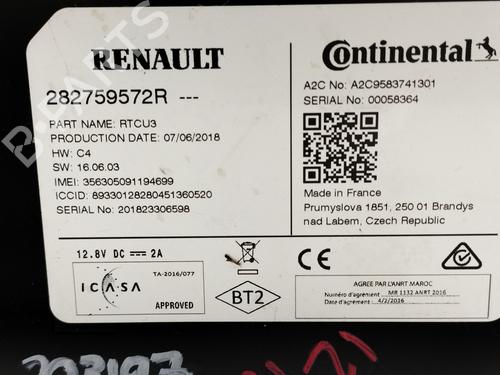 RENAULT
282759572R ---
PART NAME: RTCU3
PRODUCTION DATE: 07/06/2018
HW: C4
SW: 16.06.03
IMEI: 356305091194699
ICCID: 89330128280451360520
SERIAL No: 201823306598
Continental
A2C No: A2C9583741301
SERIAL No: 00058364
Made in France
Prumyslova 1851, 250 01 Brandys
nad Labem, Czech Republic
12.8V DC 2A
TA-2016/077
ICASA
APPROVED
BT2
CE
AGREE PAR L'ANRT MAROC
Numéro d'agrément : MR 1132 ANRT 2016
Date d'agrément : 4/2/2016
B PARTS